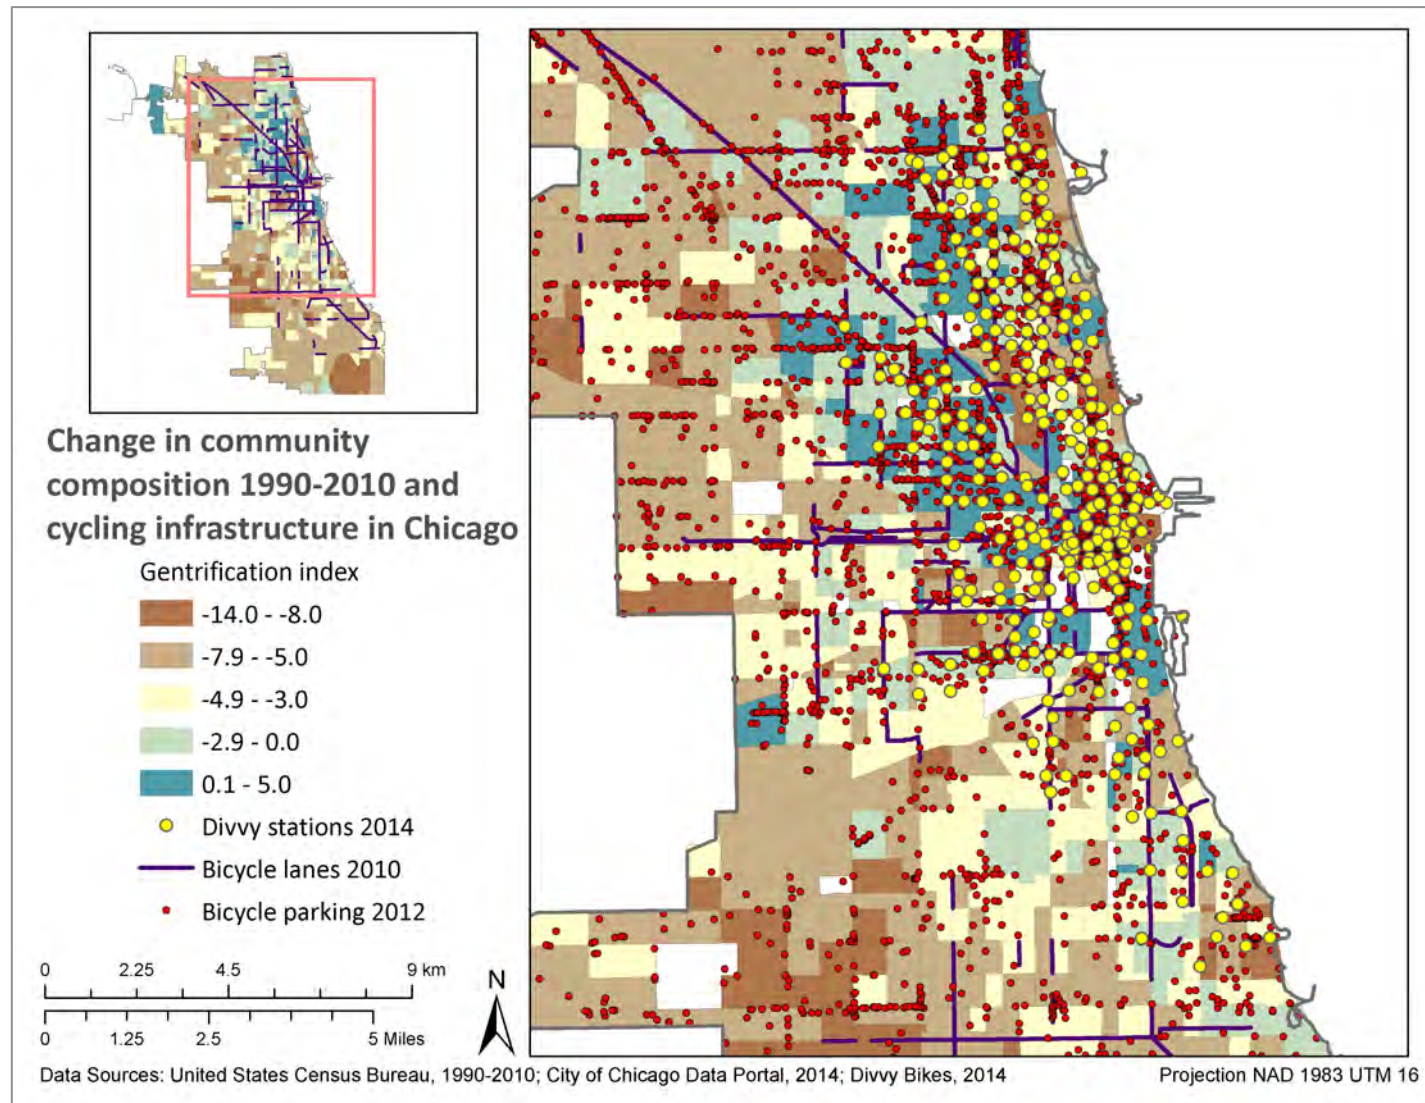 Change in community
composition 1990-2010 and
cycling infrastructure in Chicago
Gentrification index
-14.0 - -8.0
-7.9 - -5.0
-4.9 - -3.0
-2.9 - 0.0
0.1 - 5.0
Divvy stations 2014
Bicycle lanes 2010
Bicycle parking 2012
0 2.25 4.5 9 km
0 1.25 2.5 5 Miles
N
Data Sources: United States Census Bureau, 1990-2010; City of Chicago Data Portal, 2014; Divvy Bikes, 2014 Projection NAD 1983 UTM 16